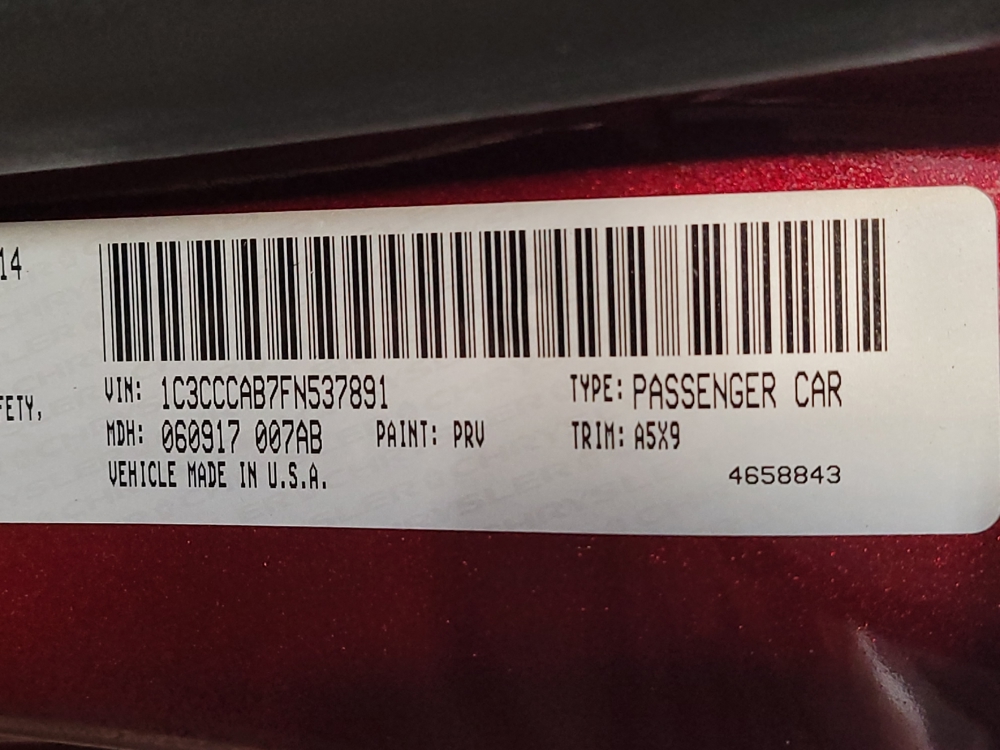 14
VIN: 1C3CCCAB7FN537891 TYPE: PASSENGER CAR
FETY,
MDH: 060917 007AB PAINT: PRV TRIM: A5X9
VEHICLE MADE IN U.S.A. 4658843